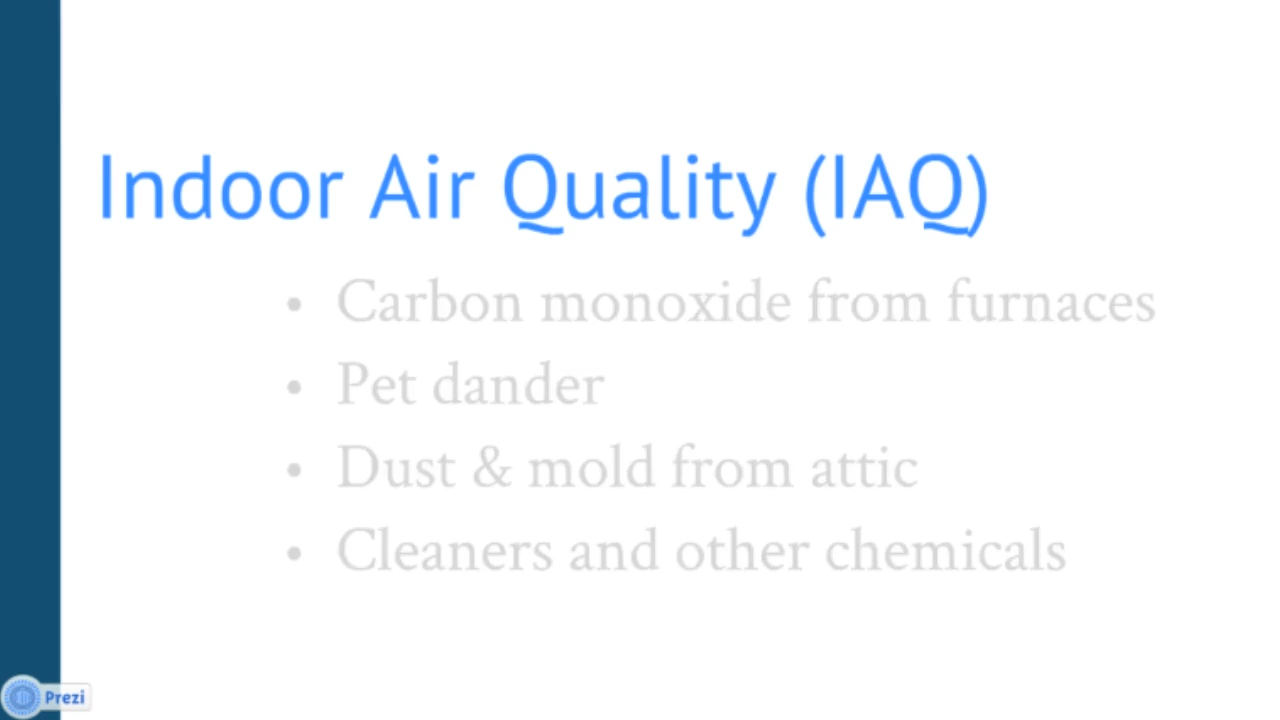 Indoor Air Quality (IAQ)
• Carbon monoxide from furnaces
• Pet dander
• Dust & mold from attic
• Cleaners and other chemicals
Prezi